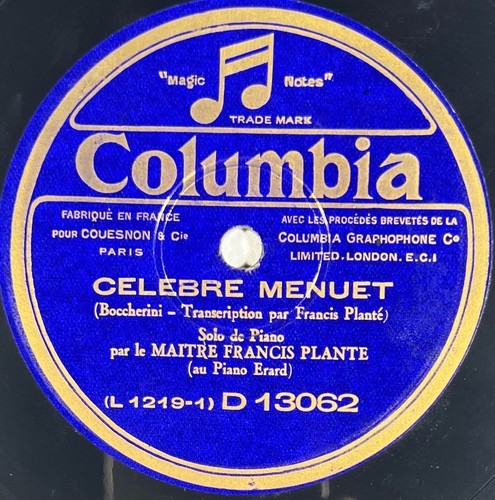 "Magic Notes"
TRADE MARK
Columbia
FABRIQUÉ EN FRANCE
POUR COUESNON & Cie
PARIS
AVEC LES PROCÉDÉS BREVETÉS DE LA
COLUMBIA GRAPHOPHONE Co
LIMITED. LONDON. E.C.1
CELEBRE MENUET
(Boccherini - Transcription par Francis Planté)
Solo de Piano
par le MAITRE FRANCIS PLANTE
(au Piano Erard)
(L 1219-1) D 13062